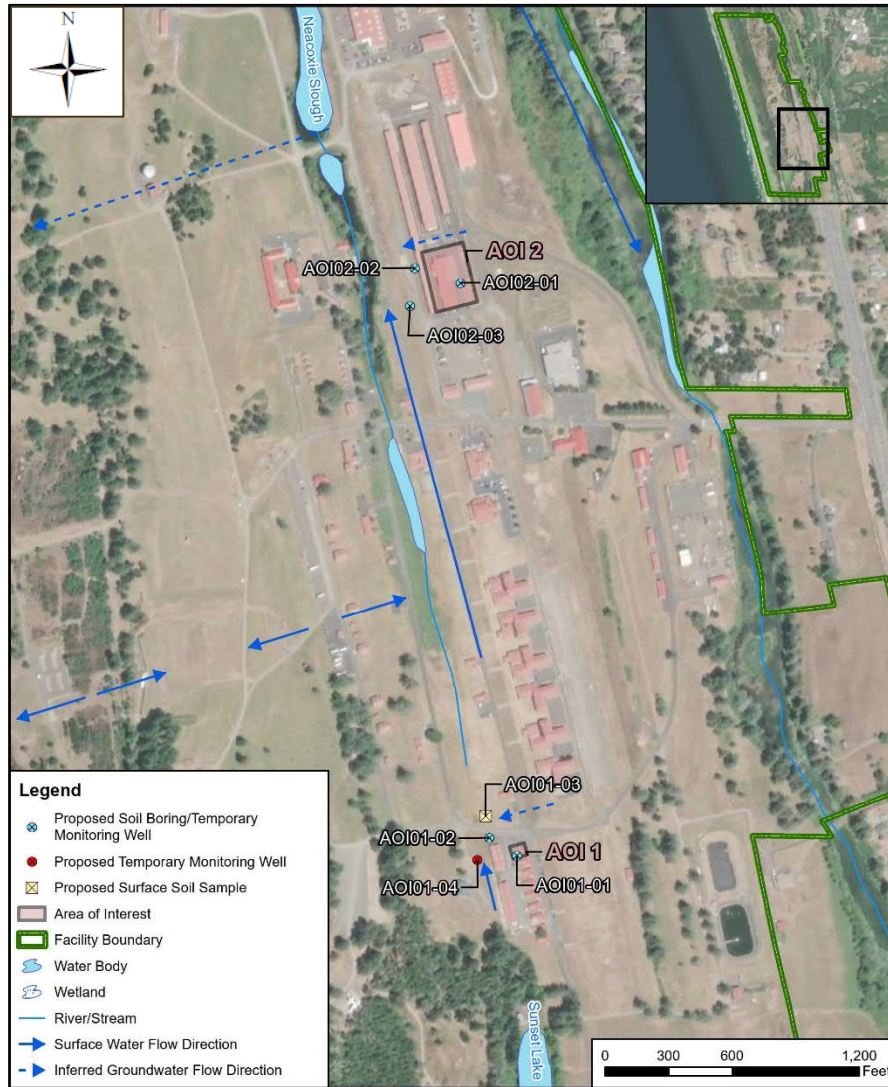 N
Neacoxie Slough
AOI 2
AOI02-02
AOI02-01
AOI02-03
AOI01-03
AOI01-02
AOI 1
AOI01-04
AOI01-01
Sunset Lake
Legend
Proposed Soil Boring/Temporary
Monitoring Well
Proposed Temporary Monitoring Well
Proposed Surface Soil Sample
Area of Interest
Facility Boundary
Water Body
Wetland
River/Stream
Surface Water Flow Direction
Inferred Groundwater Flow Direction
0 300 600 1,200
Feet